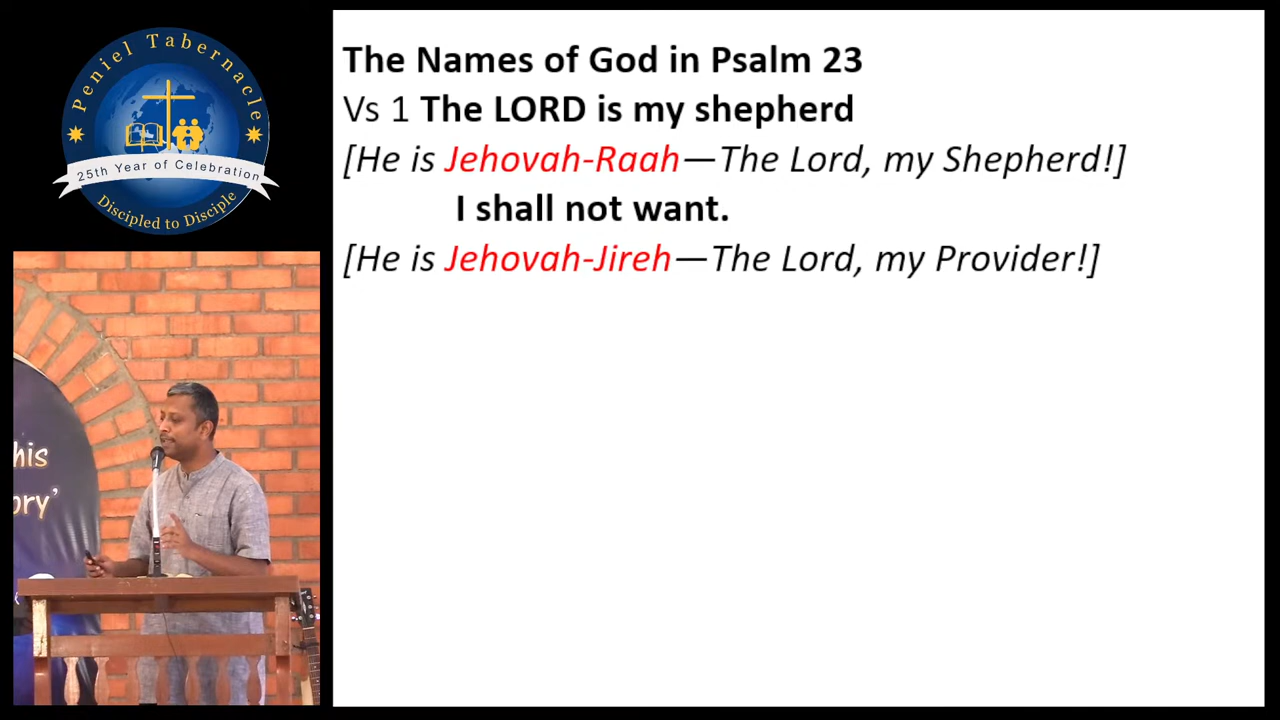 Peniel Tabernacle
25th Year of Celebration
Discipled to Disciple
The Names of God in Psalm 23
Vs 1 The LORD is my shepherd
[He is Jehovah-Raah—The Lord, my Shepherd!]
I shall not want.
[He is Jehovah-Jireh—The Lord, my Provider!]
his
ory'